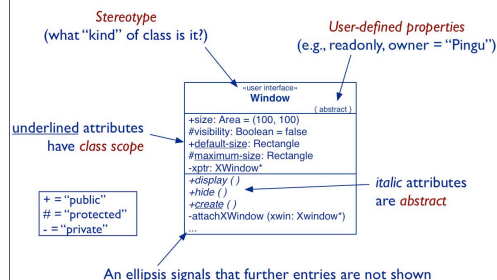 Stereotype
(what “kind” of class is it?)
User-defined properties
(e.g., readonly, owner = “Pingu”)
«user interface»
Window
{ abstract }
+size: Area = (100, 100)
#visibility: Boolean = false
+default-size: Rectangle
#maximum-size: Rectangle
-xptr: XWindow*
+display ( )
+hide ( )
+create ( )
-attachXWindow (xwin: Xwindow*)
...
underlined attributes
have class scope
+ = “public”
# = “protected”
- = “private”
italic attributes
are abstract
An ellipsis signals that further entries are not shown